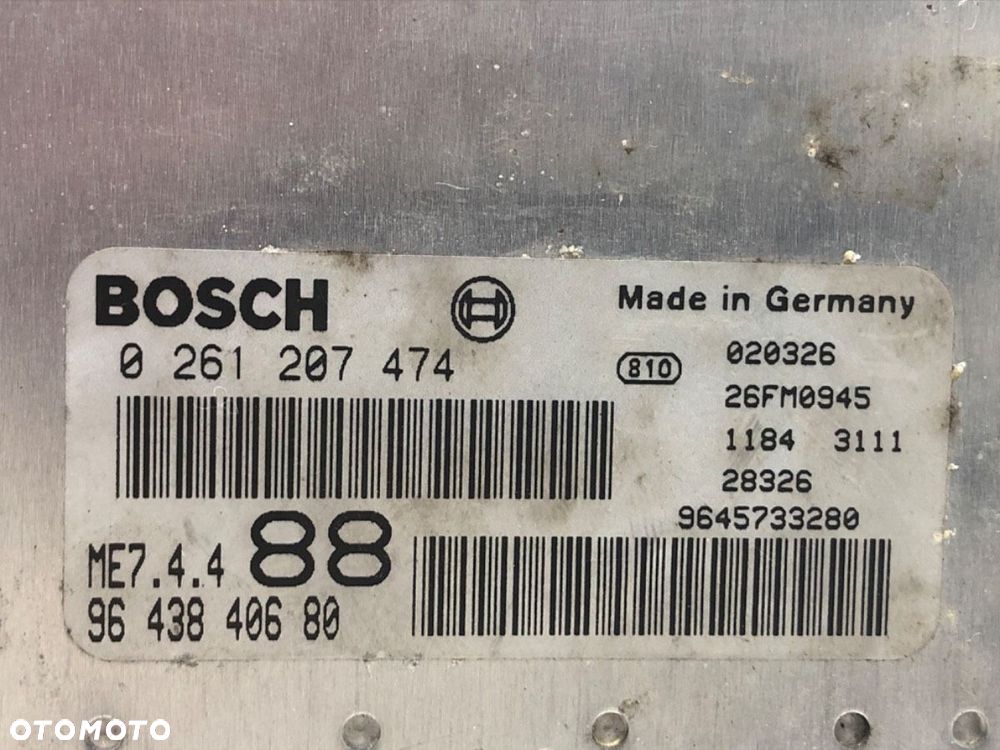 BOSCH
Made in Germany
0 261 207 474
810
020326
26FM0945
1184 3111
28326
9645733280
ME7.4.4 88
96 438 406 80
OTOMOTO